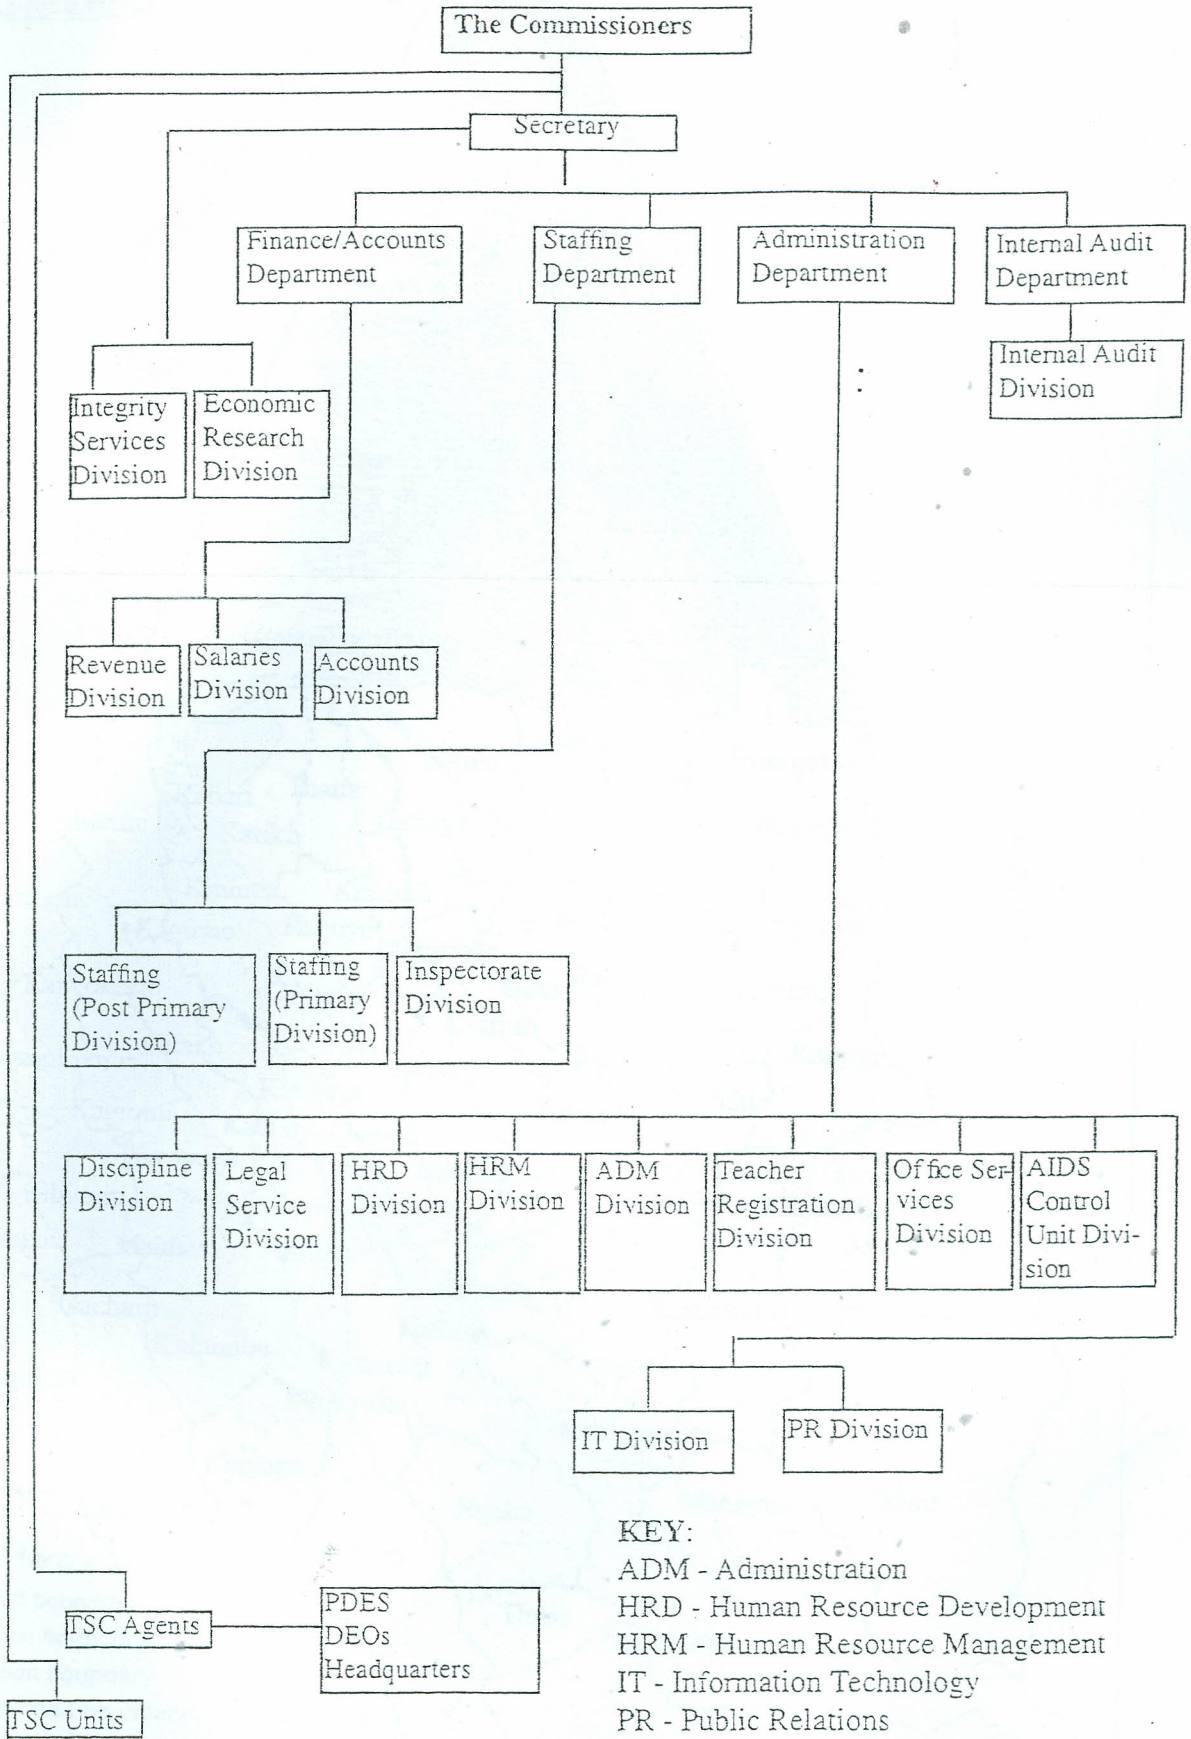 The Commissioners
Secretary
Finance/Accounts
Department
Staffing
Department
Administration
Department
Internal Audit
Department
Internal Audit
Division
Integrity
Services
Division
Economic
Research
Division
Revenue
Division
Salaries
Division
Accounts
Division
Staffing
(Post Primary
Division)
Staffing
(Primary
Division)
Inspectorate
Division
Discipline
Division
Legal
Service
Division
HRD
Division
HRM
Division
ADM
Division
Teacher
Registration
Division
Office Ser-
vices
Division
AIDS
Control
Unit Divi-
sion
IT Division
PR Division
TSC Agents
PDES
DEOs
Headquarters
TSC Units
KEY:
ADM - Administration
HRD - Human Resource Development
HRM - Human Resource Management
IT - Information Technology
PR - Public Relations